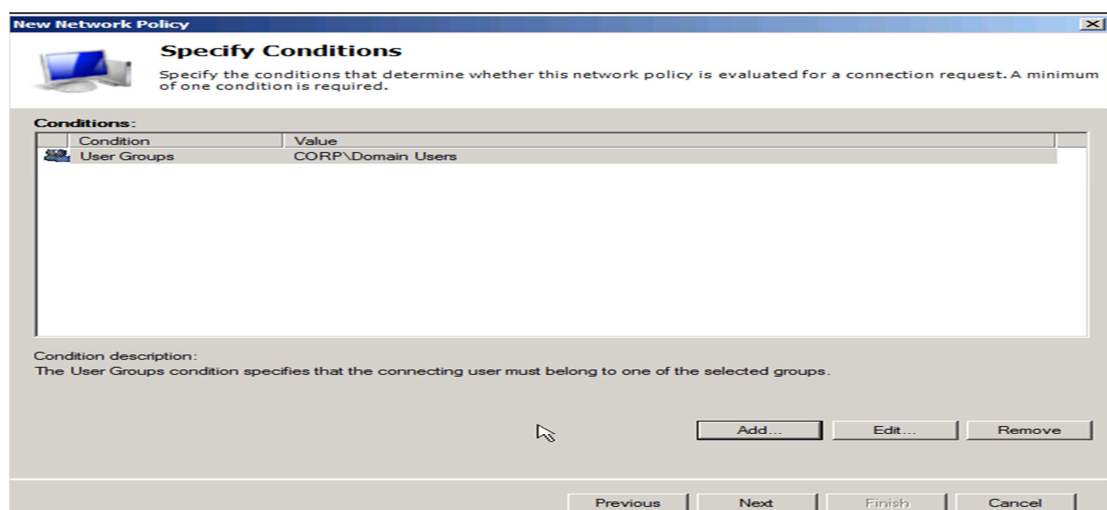 New Network Policy
Specify Conditions
Specify the conditions that determine whether this network policy is evaluated for a connection request. A minimum
of one condition is required.
Conditions:
Condition Value
User Groups CORP\Domain Users
Condition description:
The User Groups condition specifies that the connecting user must belong to one of the selected groups.
Add... Edit... Remove
Previous Next Finish Cancel